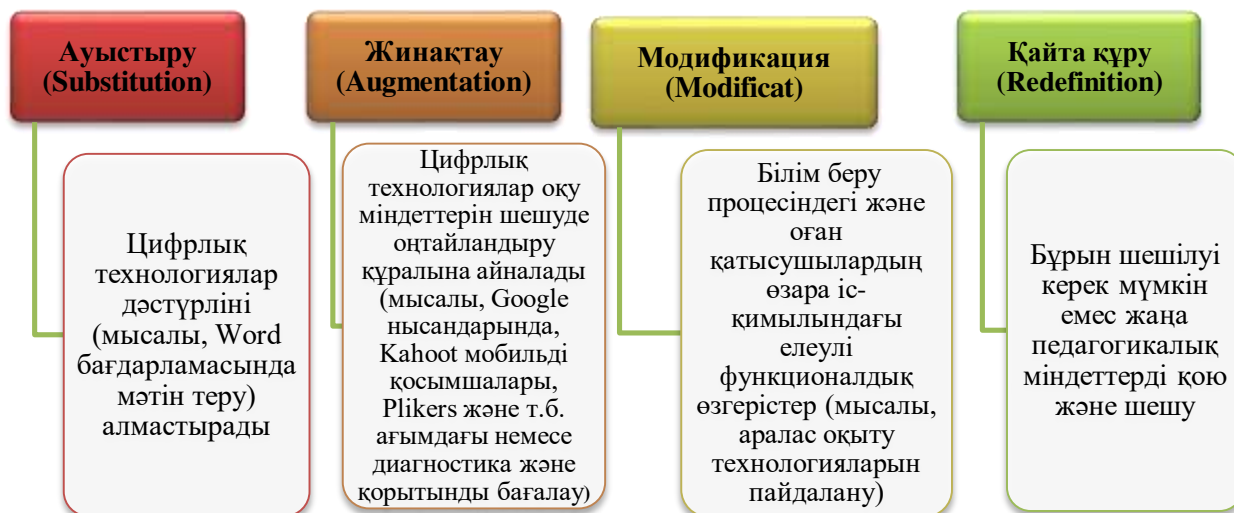 Ауыстыру
(Substitution)
Цифрлық
технологиялар
дәстүрліні
(мысалы, Word
бағдарламасында
мәтін теру)
алмастырады
Жинақтау
(Augmentation)
Цифрлық
технологиялар оқу
міндеттерін шешуде
оңтайландыру
құралына айналады
(мысалы, Google
нысандарында,
Kahoot мобильді
қосымшалары,
Plikers және т.б.
ағымдағы немесе
диагностика және
қорытынды бағалау)
Модификация
(Modificat)
Білім беру
процесіндегі және
оған
қатысушылардың
өзара іс-
қимылындағы
елеулі
функционалдық
өзгерістер (мысалы,
аралас оқыту
технологияларын
пайдалану)
Қайта құру
(Redefinition)
Бұрын шешілуі
керек мүмкін
емес жаңа
педагогикалық
міндеттерді қою
және шешу